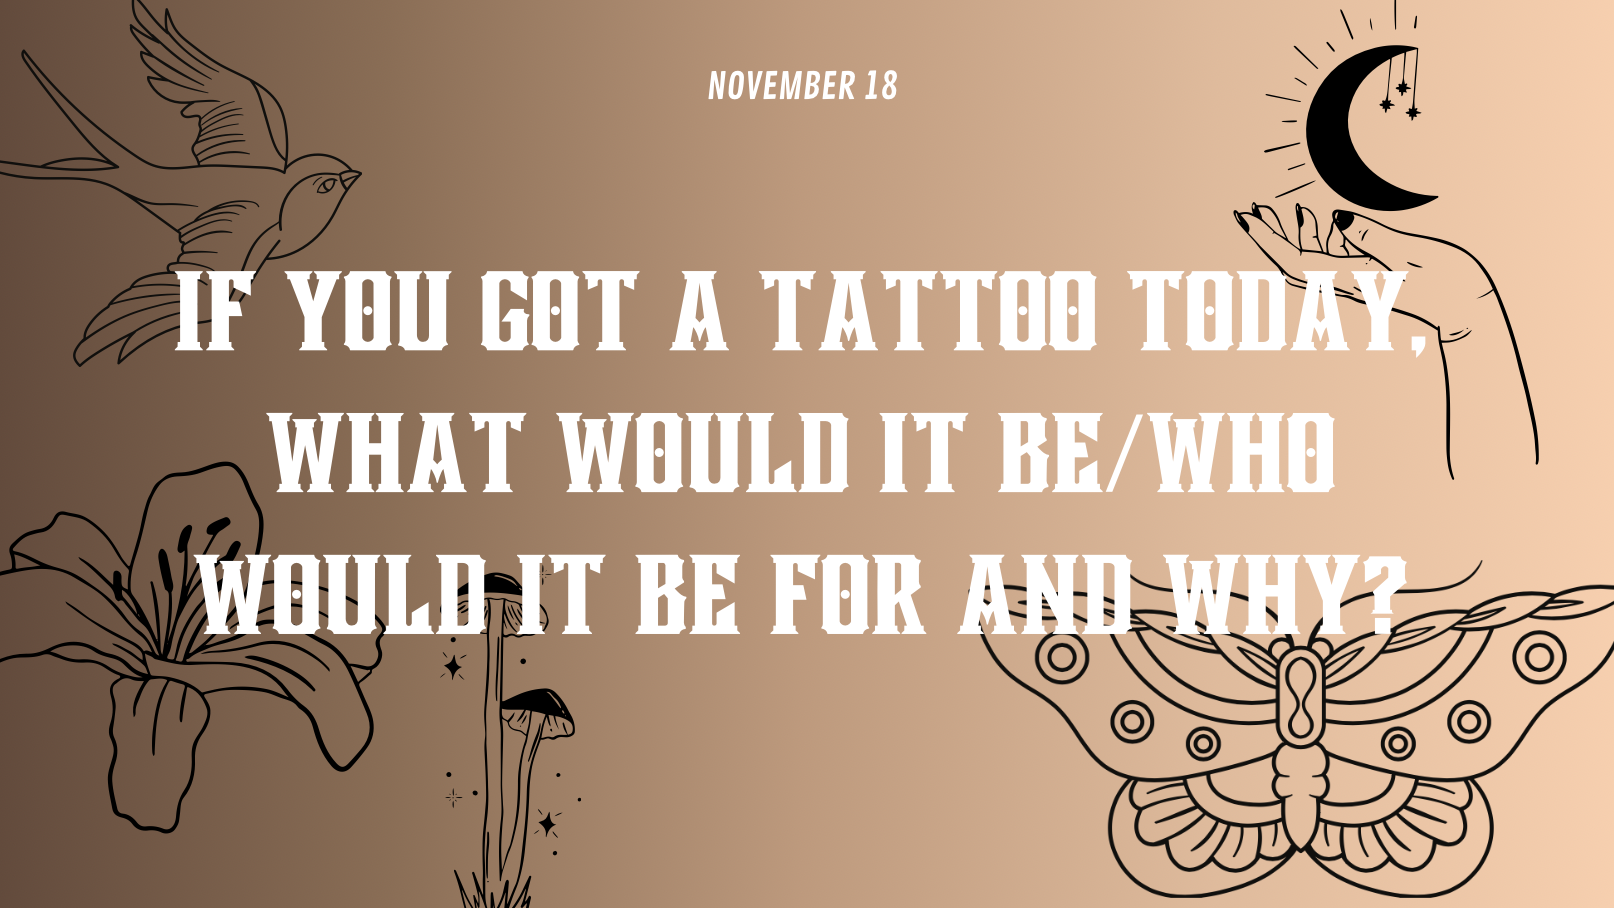 NOVEMBER 18
IF YOU GOT A TATTOO TODAY,
WHAT WOULD IT BE/WHO
WOULD IT BE FOR AND WHY?